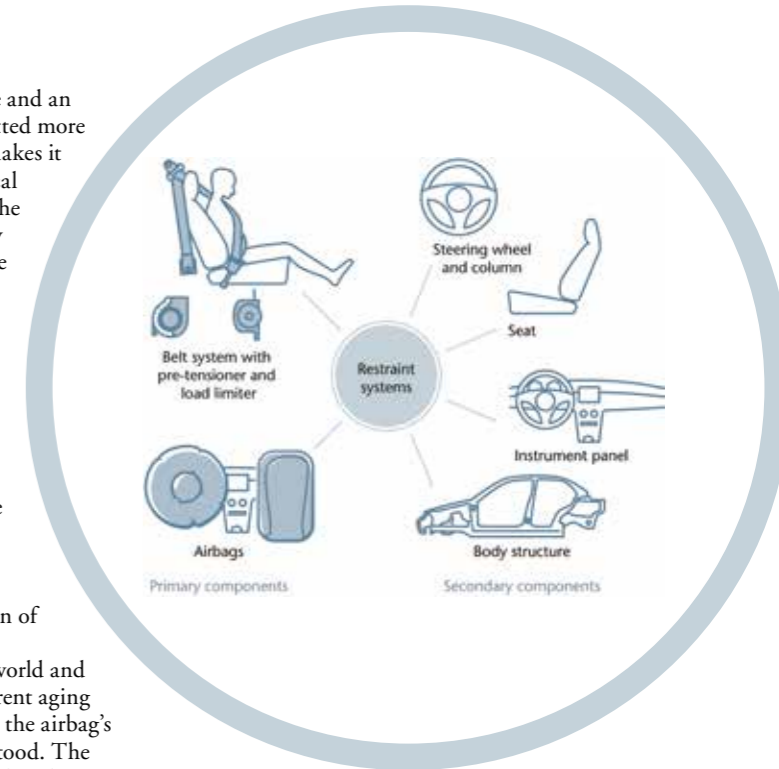 and an
tted more
akes it
al
he
e
e
n of
world and
rent aging
the airbag's
tood. The
Steering wheel
and column
Seat
Belt system with
pre-tensioner and
load limiter
Restraint
systems
Instrument panel
Airbags
Body structure
Primary components
Secondary components